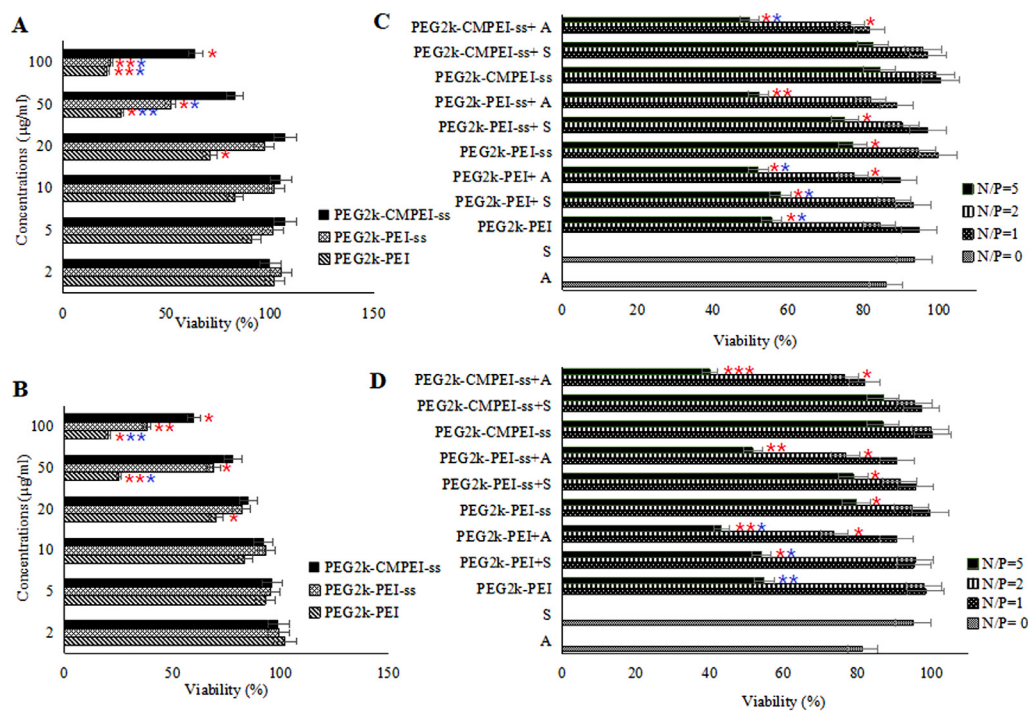 A
Concentrations (µg/ml)
100
50
20
10
5
2
0
50
100
150
Viability (%)
PEG2k-CMPEI-ss
PEG2k-PEI-ss
PEG2k-PEI
C
PEG2k-CMPEI-ss+ A
PEG2k-CMPEI-ss+ S
PEG2k-CMPEI-ss
PEG2k-PEI-ss+ A
PEG2k-PEI-ss+ S
PEG2k-PEI-ss
PEG2k-PEI+ A
PEG2k-PEI+ S
PEG2k-PEI
S
A
0
20
40
60
80
100
Viability (%)
N/P=5
N/P=2
N/P=1
N/P= 0
B
Concentrations (µg/ml)
100
50
20
10
5
2
0
50
100
150
Viability (%)
PEG2k-CMPEI-ss
PEG2k-PEI-ss
PEG2k-PEI
D
PEG2k-CMPEI-ss+A
PEG2k-CMPEI-ss+S
PEG2k-CMPEI-ss
PEG2k-PEI-ss+A
PEG2k-PEI-ss+S
PEG2k-PEI-ss
PEG2k-PEI+A
PEG2k-PEI+S
PEG2k-PEI
S
A
0
20
40
60
80
100
Viability (%)
N/P=5
N/P=2
N/P=1
N/P= 0